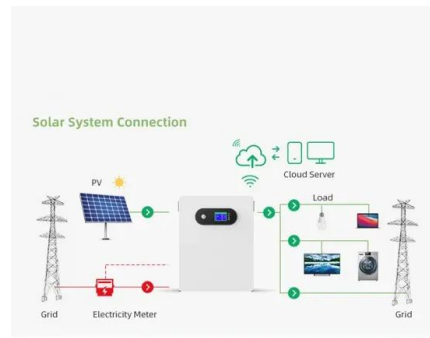 Solar System Connection
Cloud Server
PV
Load
Grid
Electricity Meter
Grid